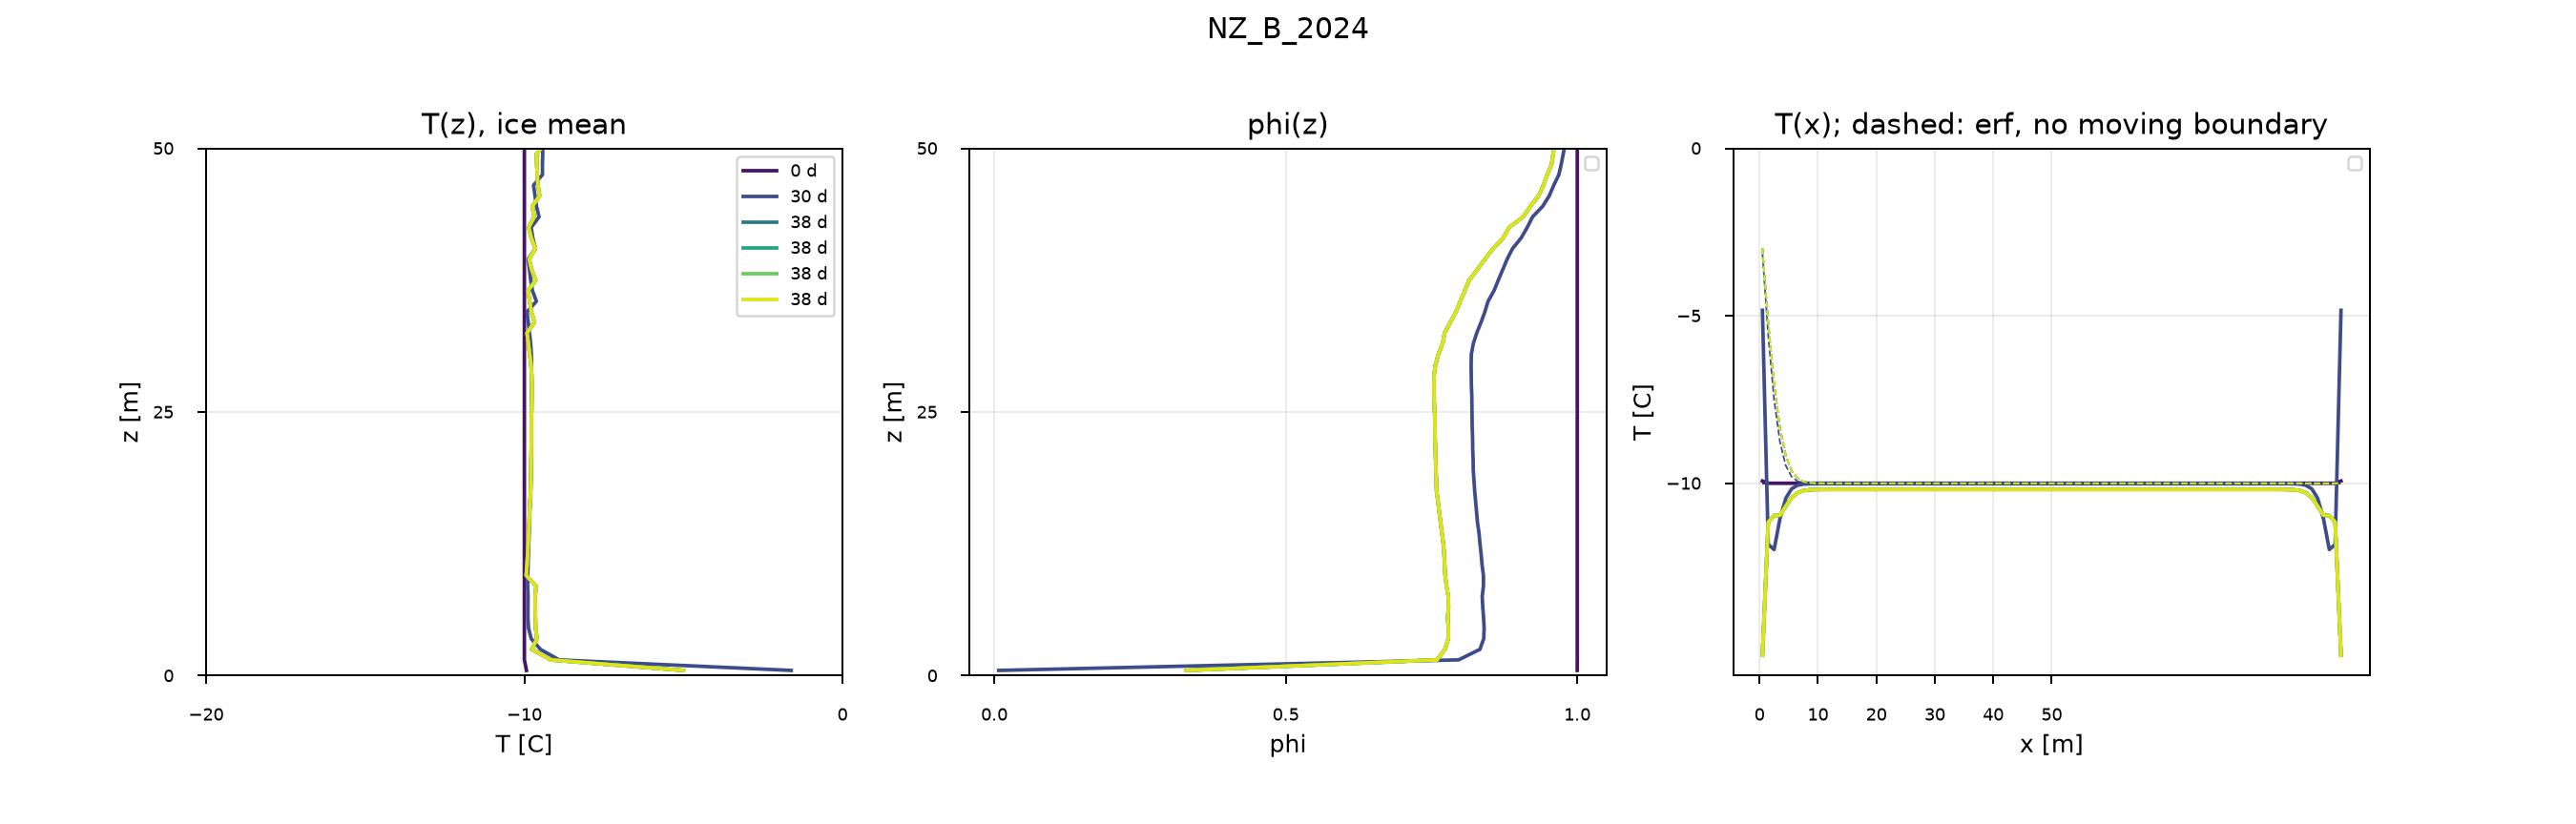 NZ_B_2024
T(z), ice mean
z [m]
50
25
0
−20
−10
0
T [C]
0 d
30 d
38 d
38 d
38 d
38 d
phi(z)
z [m]
50
25
0
0.0
0.5
1.0
phi
T(x); dashed: erf, no moving boundary
T [C]
0
−5
−10
0
10
20
30
40
50
x [m]